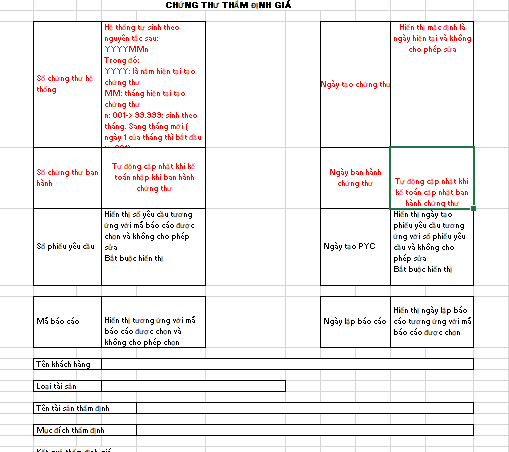 CHỨNG THƯ THẨM ĐỊNH GIÁ
Số chứng thư hệ
thống
Hệ thống tự sinh theo
nguyên tắc sau:
YYYYMMn
Trong đó:
YYYY: là năm hiện tại tạo
chứng thư
MM: tháng hiện tại tạo
chứng thư
n: 001-> 99.999: sinh theo
tháng. Sang tháng mới (
ngày 1 của tháng thì bắt đầu
Ngày tạo chứng thư
Hiển thị mặc định là
ngày hiện tại và không
cho phép sửa
Số chứng thư ban
hành
Tự động cập nhật khi kế
toán nhập khi ban hành
chứng thư
Ngày ban hành
chứng thư
Tự động cập nhật khi
kế toán cập nhật ban
hành chứng thư
Số phiếu yêu cầu
Hiển thị số yêu cầu tương
ứng với mã báo cáo được
chọn và không cho phép
sửa
Bắt buộc hiển thị
Ngày tạo PYC
Hiển thị ngày tạo
phiếu yêu cầu tương
ứng với số phiếu yêu
cầu và không cho
phép sửa
Bắt buộc hiển thị
Mã báo cáo
Hiển thị tương ứng với mã
báo cáo được chọn và
không cho phép chọn
Ngày lập báo cáo
Hiển thị ngày lập báo
cáo tương ứng với mã
báo cáo được chọn
Tên khách hàng
Loại tài sản
Tên tài sản thẩm định
Mục đích thẩm định
Kết quả thẩm định giá